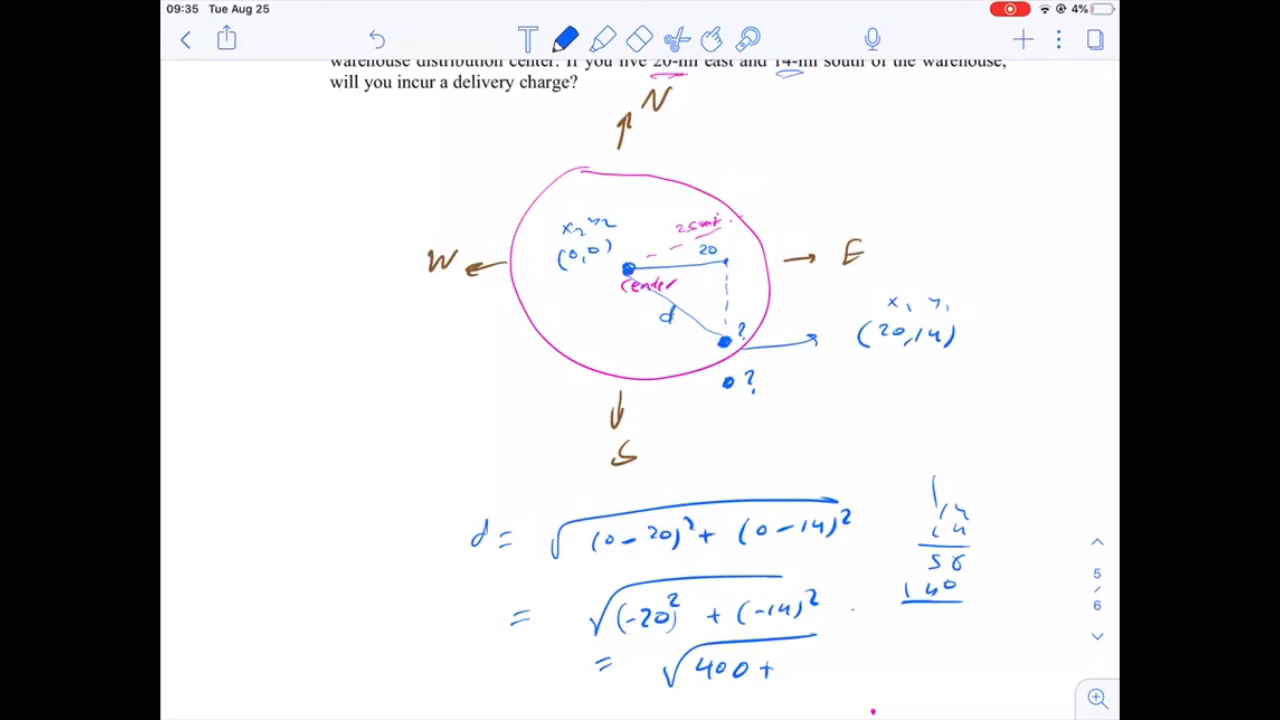 09:35 Tue Aug 25
4%
warehouse distribution center. If you live 20-mi east and 14-mi south of the warehouse,
will you incur a delivery charge?
N
x₂ y₂
(0,0)
20
W
E
center
d
?
x₁ y₁
(20,14)
?
S
d = √(0-20)² + (0-14)²
14
14
56
140
= √(-20)² + (-14)²
= √400 +
5
/
6